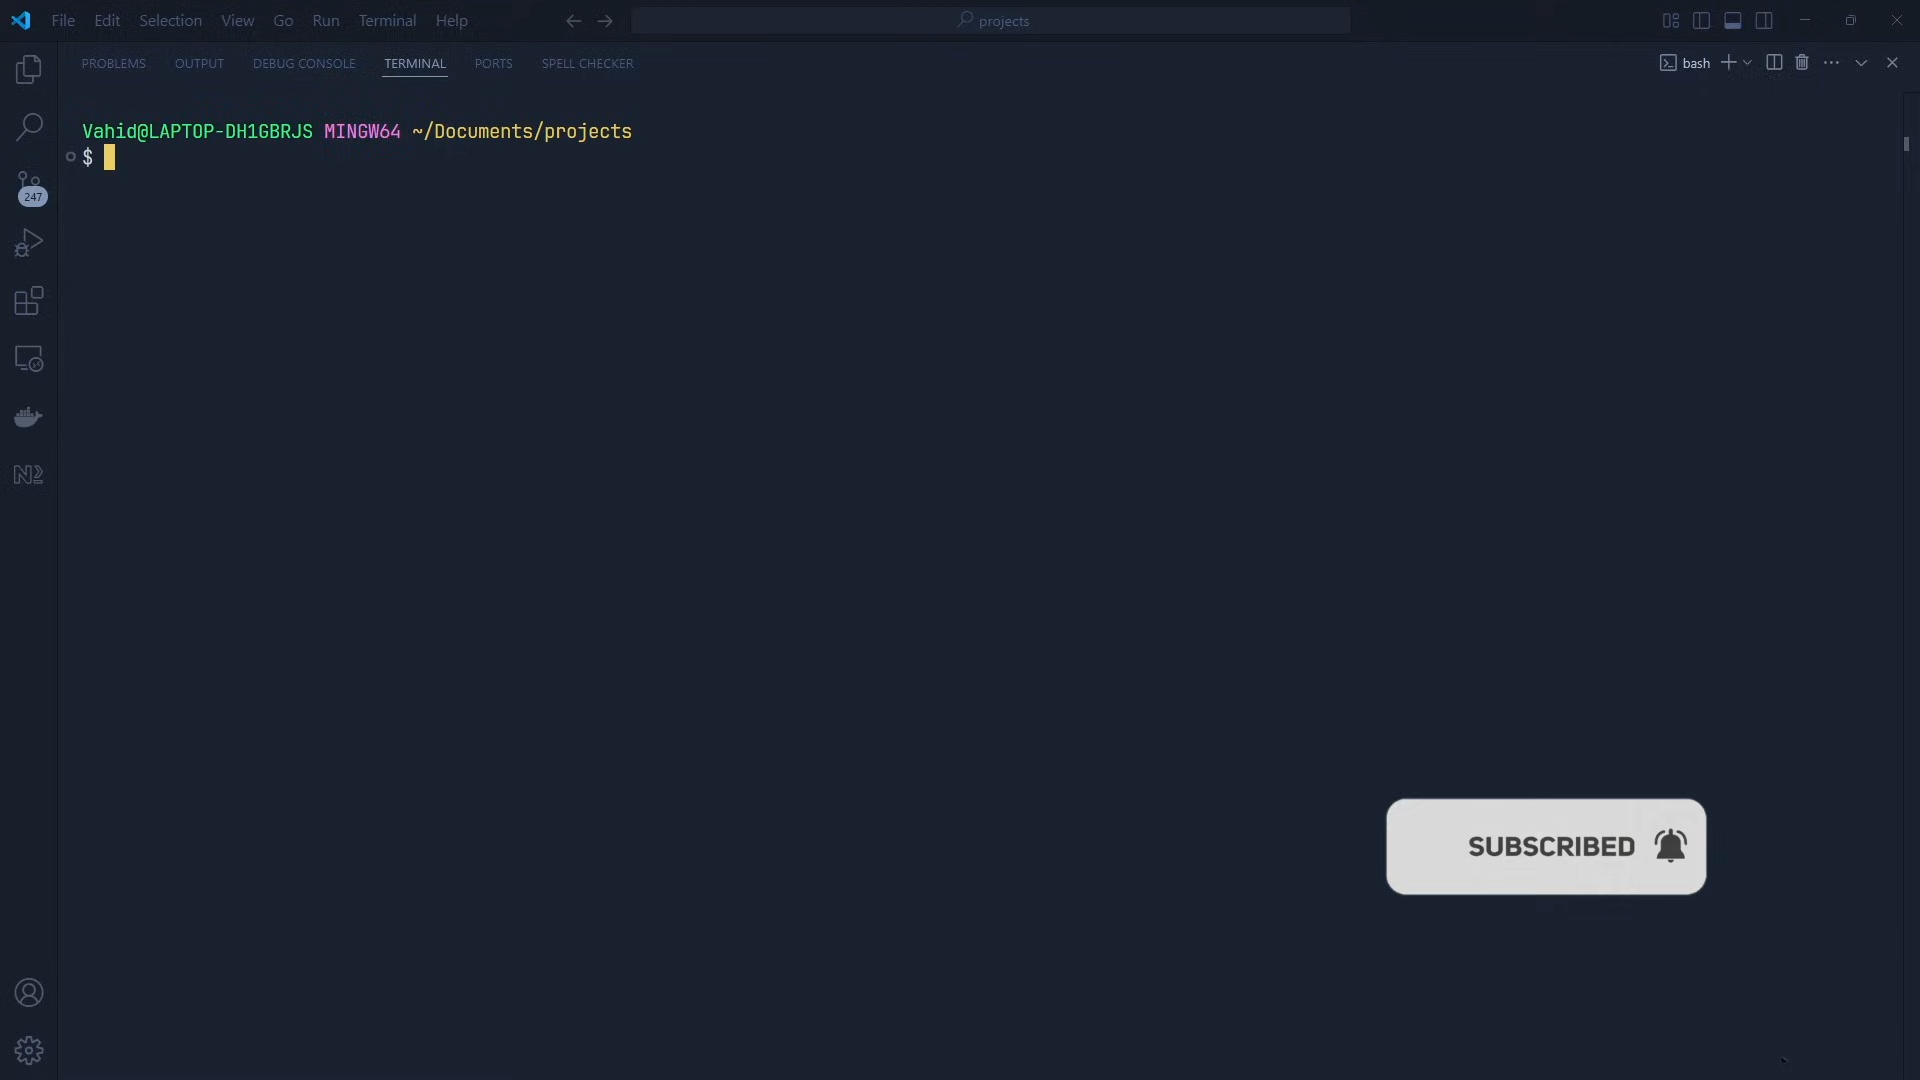 File Edit Selection View Go Run Terminal Help
projects
PROBLEMS OUTPUT DEBUG CONSOLE TERMINAL PORTS SPELL CHECKER
bash
Vahid@LAPTOP-DH1GBRJS MINGW64 ~/Documents/projects
$
247
SUBSCRIBED